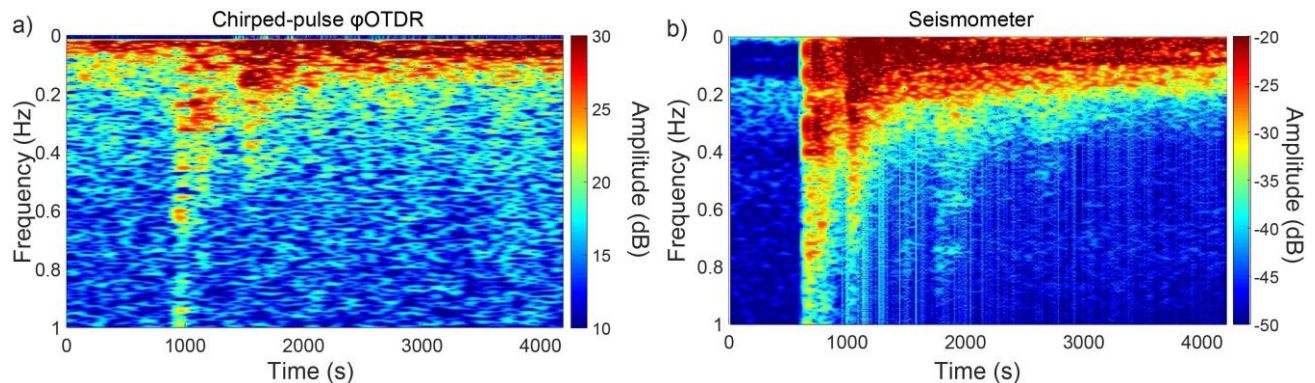 a) Chirped-pulse φOTDR
0
0.2
0.4
0.6
0.8
1
Frequency (Hz)
0 1000 2000 3000 4000
Time (s)
30
25
20
15
10
Amplitude (dB)
b) Seismometer
0
0.2
0.4
0.6
0.8
1
Frequency (Hz)
0 1000 2000 3000 4000
Time (s)
-20
-25
-30
-35
-40
-45
-50
Amplitude (dB)